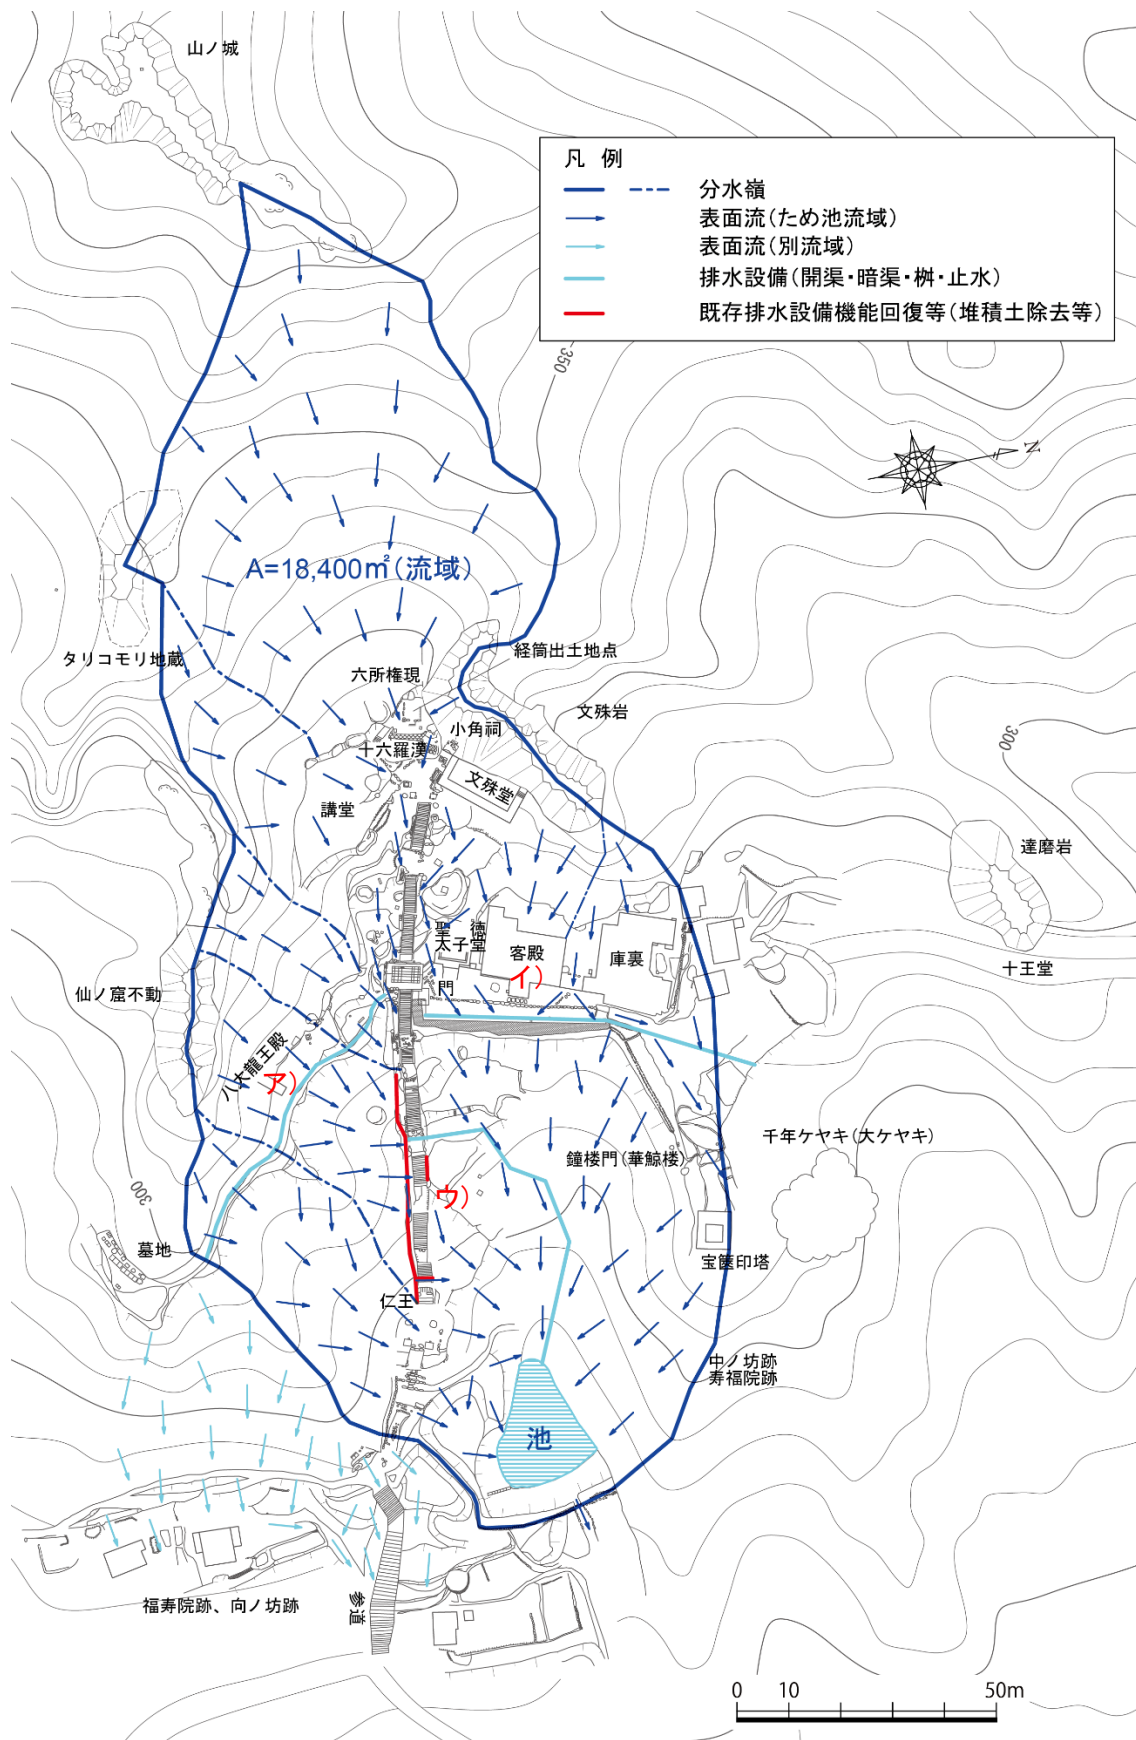 山ノ城
凡 例
分水嶺
表面流(ため池流域)
表面流(別流域)
排水設備(開渠・暗渠・桝・止水)
既存排水設備機能回復等(堆積土除去等)
350
N
A=18,400㎡(流域)
タリコモリ地蔵
経筒出土地点
六所権現
文殊岩
小角祠
300
十六羅漢
文殊堂
講堂
達磨岩
聖徳
太子堂
客殿
庫裏
十王堂
イ)
門
仙ノ窟不動
八大龍王殿
ア)
千年ケヤキ(大ケヤキ)
鐘楼門(華鯨楼)
300
ウ)
墓地
宝篋印塔
仁王
中ノ坊跡
寿福院跡
池
福寿院跡、向ノ坊跡
参道
0 10 50m